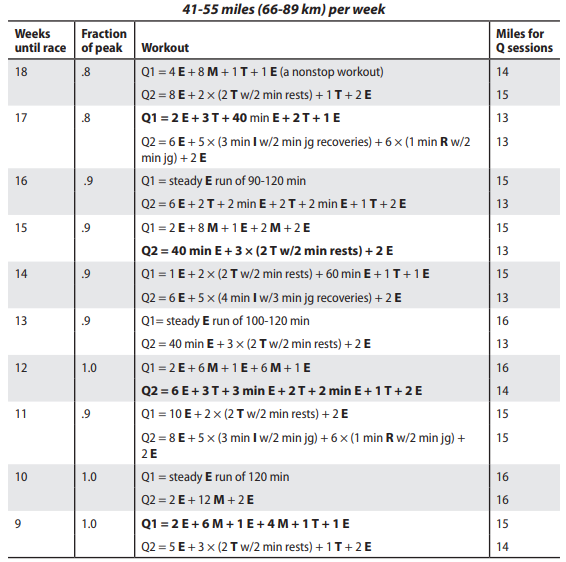 41-55 miles (66-89 km) per week
Weeks until race Fraction of peak Workout Miles for Q sessions
18 .8 Q1 = 4 E + 8 M + 1 T + 1 E (a nonstop workout) 14
Q2 = 8 E + 2 × (2 T w/2 min rests) + 1 T + 2 E 15
17 .8 Q1 = 2 E + 3 T + 40 min E + 2 T + 1 E 13
Q2 = 6 E + 5 × (3 min I w/2 min jg recoveries) + 6 × (1 min R w/2 13
min jg) + 2 E
16 .9 Q1 = steady E run of 90-120 min 15
Q2 = 6 E + 2 T + 2 min E + 2 T + 2 min E + 1 T + 2 E 13
15 .9 Q1 = 2 E + 8 M + 1 E + 2 M + 2 E 15
Q2 = 40 min E + 3 × (2 T w/2 min rests) + 2 E 13
14 .9 Q1 = 1 E + 2 × (2 T w/2 min rests) + 60 min E + 1 T + 1 E 15
Q2 = 6 E + 5 × (4 min I w/3 min jg recoveries) + 2 E 13
13 .9 Q1= steady E run of 100-120 min 16
Q2 = 40 min E + 3 × (2 T w/2 min rests) + 2 E 13
12 1.0 Q1 = 2 E + 6 M + 1 E + 6 M + 1 E 16
Q2 = 6 E + 3 T + 3 min E + 2 T + 2 min E + 1 T + 2 E 14
11 .9 Q1 = 10 E + 2 × (2 T w/2 min rests) + 2 E 15
Q2 = 8 E + 5 × (3 min I w/2 min jg) + 6 × (1 min R w/2 min jg) + 15
2 E
10 1.0 Q1 = steady E run of 120 min 16
Q2 = 2 E + 12 M + 2 E 16
9 1.0 Q1 = 2 E + 6 M + 1 E + 4 M + 1 T + 1 E 15
Q2 = 5 E + 3 × (2 T w/2 min rests) + 1 T + 2 E 14